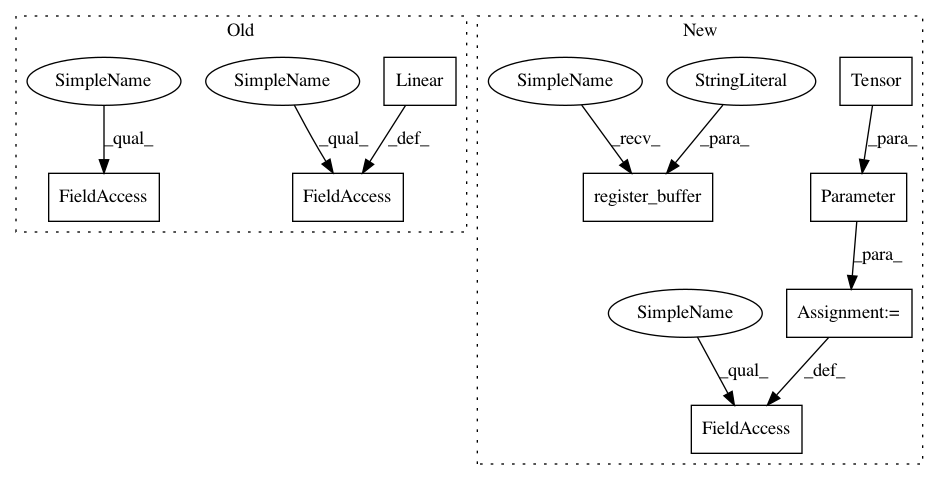 Old
New
SimpleName
SimpleName
Linear
SimpleName
StringLiteral
Tensor
_qual_
_qual_
_def_
_recv_
_para_
_para_
FieldAccess
FieldAccess
register_buffer
Parameter
_para_
SimpleName
Assignment:=
_qual_
_def_
FieldAccess